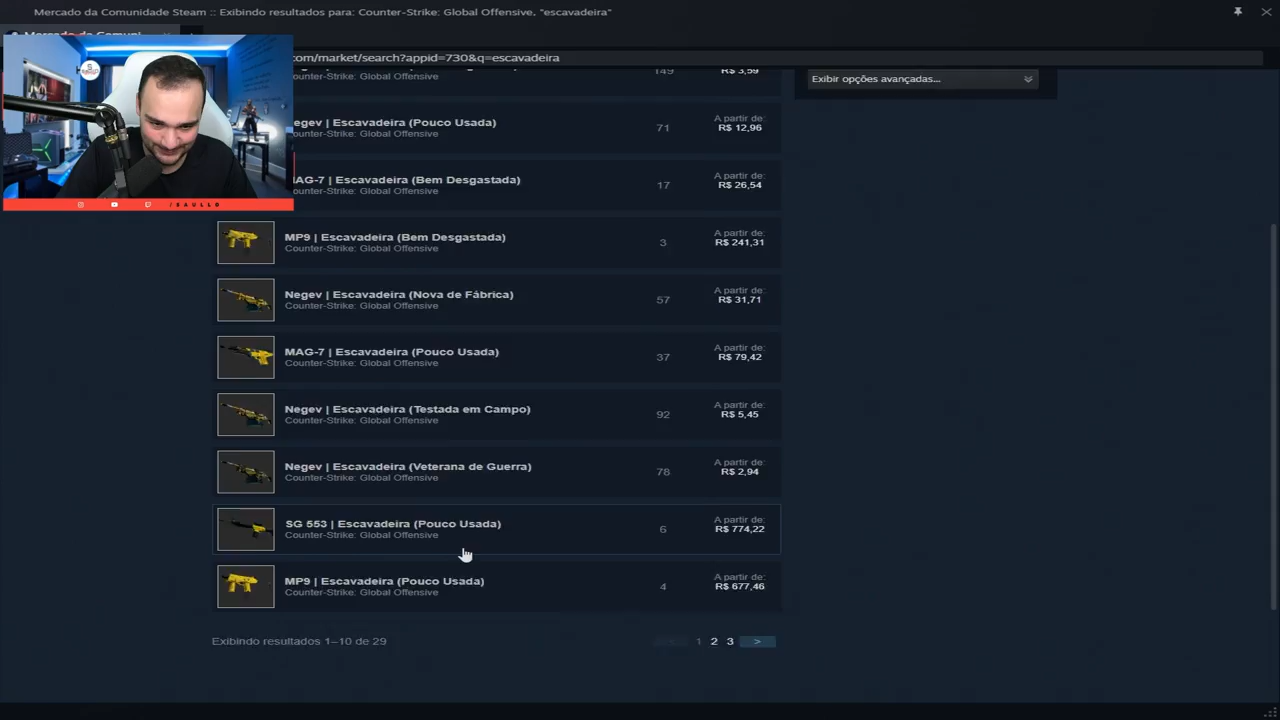 Mercado da Comunidade Steam :: Exibindo resultados para: Counter-Strike: Global Offensive, "escavadeira"
com/market/search?appid=730&q=escavadeira
149
R$ 3,59
Exibir opções avançadas...
Negev | Escavadeira (Pouco Usada)
Counter-Strike: Global Offensive
71
A partir de:
R$ 12,96
MAG-7 | Escavadeira (Bem Desgastada)
Counter-Strike: Global Offensive
17
A partir de:
R$ 26,54
MP9 | Escavadeira (Bem Desgastada)
Counter-Strike: Global Offensive
3
A partir de:
R$ 241,31
Negev | Escavadeira (Nova de Fábrica)
Counter-Strike: Global Offensive
57
A partir de:
R$ 31,71
MAG-7 | Escavadeira (Pouco Usada)
Counter-Strike: Global Offensive
37
A partir de:
R$ 79,42
Negev | Escavadeira (Testada em Campo)
Counter-Strike: Global Offensive
92
A partir de:
R$ 5,45
Negev | Escavadeira (Veterana de Guerra)
Counter-Strike: Global Offensive
78
A partir de:
R$ 2,94
SG 553 | Escavadeira (Pouco Usada)
Counter-Strike: Global Offensive
6
A partir de:
R$ 774,22
MP9 | Escavadeira (Pouco Usada)
Counter-Strike: Global Offensive
4
A partir de:
R$ 677,46
Exibindo resultados 1–10 de 29
< 1 2 3 >
/SAULLO